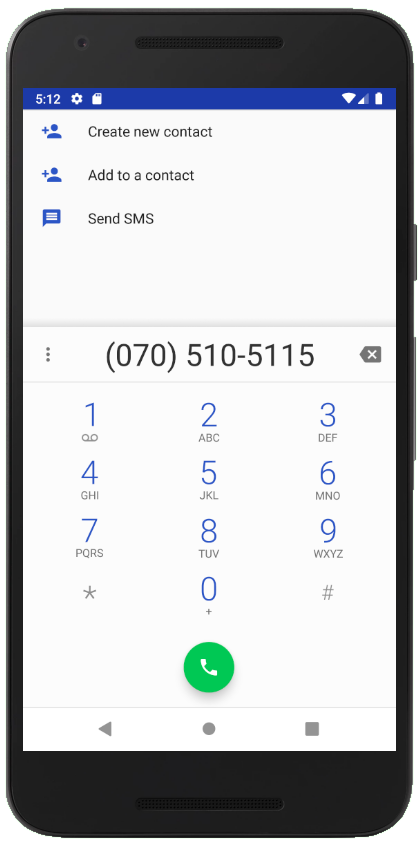 5:12
Create new contact
Add to a contact
Send SMS
(070) 510-5115
1 2 3
ABC DEF
4 5 6
GHI JKL MNO
7 8 9
PQRS TUV WXYZ
* 0 #
+